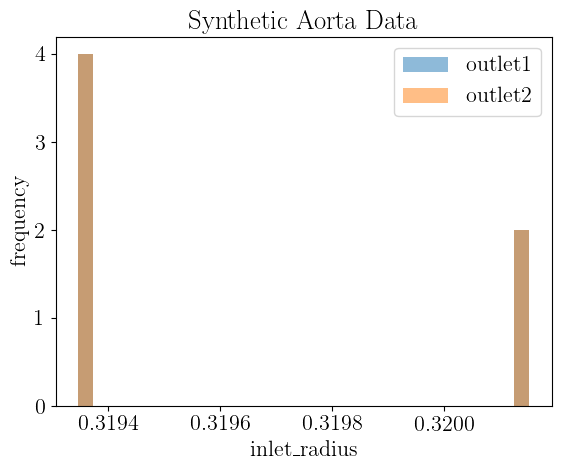 Synthetic Aorta Data
outlet1
outlet2
frequency
4
3
2
1
0
0.3194 0.3196 0.3198 0.3200
inlet_radius